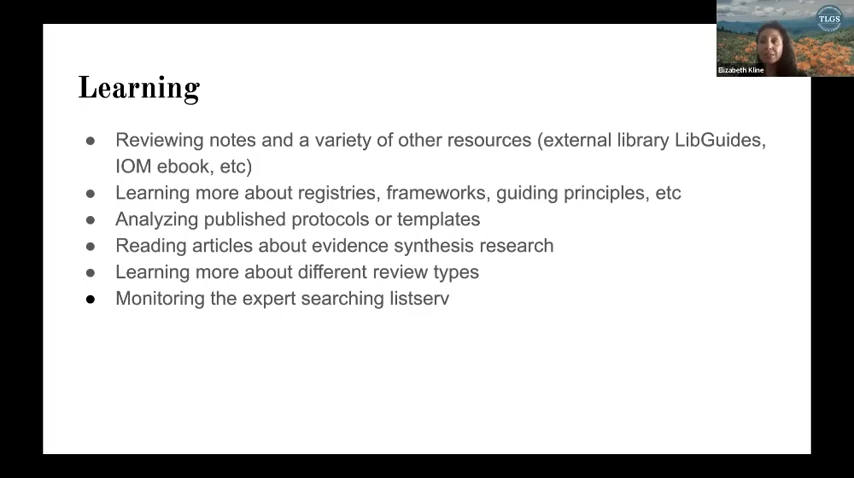 TLGS
Elizabeth Kline
Learning
● Reviewing notes and a variety of other resources (external library LibGuides,
IOM ebook, etc)
● Learning more about registries, frameworks, guiding principles, etc
● Analyzing published protocols or templates
● Reading articles about evidence synthesis research
● Learning more about different review types
● Monitoring the expert searching listserv